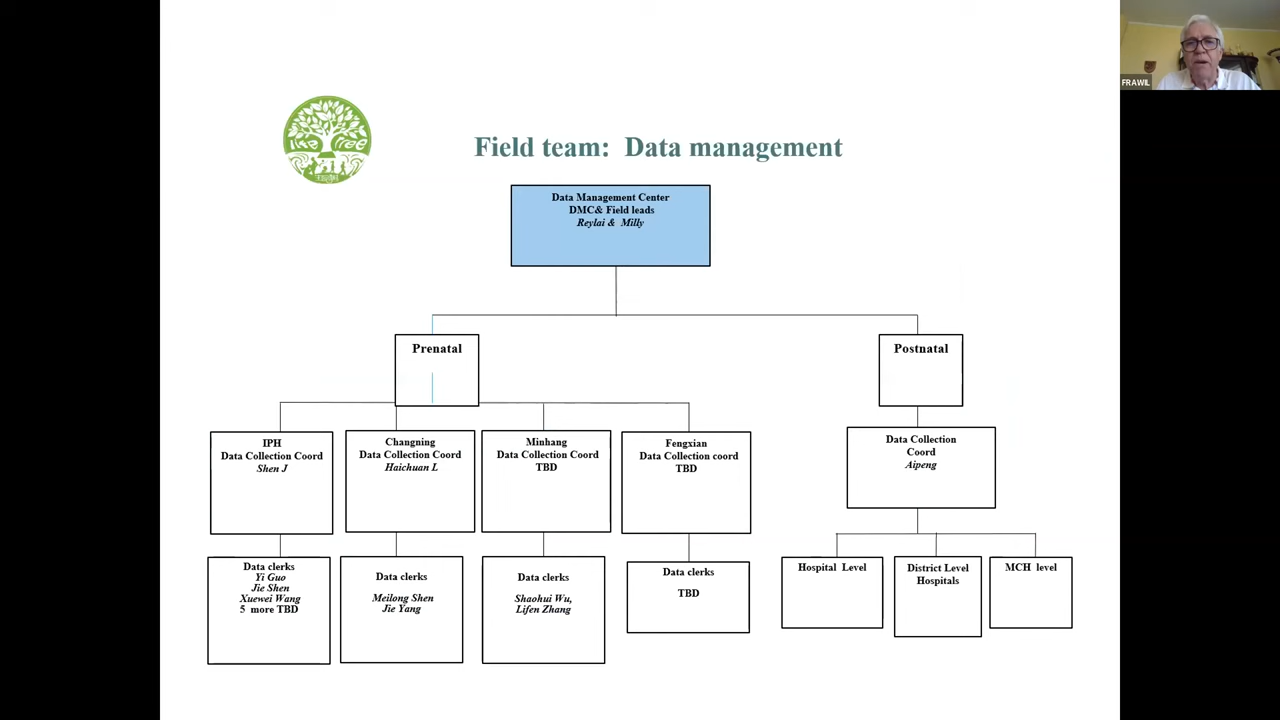 FRAWIL
life tree
Field team: Data management
Data Management Center
DMC& Field leads
Reylai & Milly
Prenatal
Postnatal
IPH
Data Collection Coord
Shen J
Changning
Data Collection Coord
Haichuan L
Minhang
Data Collection Coord
TBD
Fengxian
Data Collection coord
TBD
Data Collection
Coord
Aipeng
Data clerks
Yi Guo
Jie Shen
Xuewei Wang
5 more TBD
Data clerks
Meilong Shen
Jie Yang
Data clerks
Shaohui Wu,
Lifen Zhang
Data clerks
TBD
Hospital Level
District Level
Hospitals
MCH level